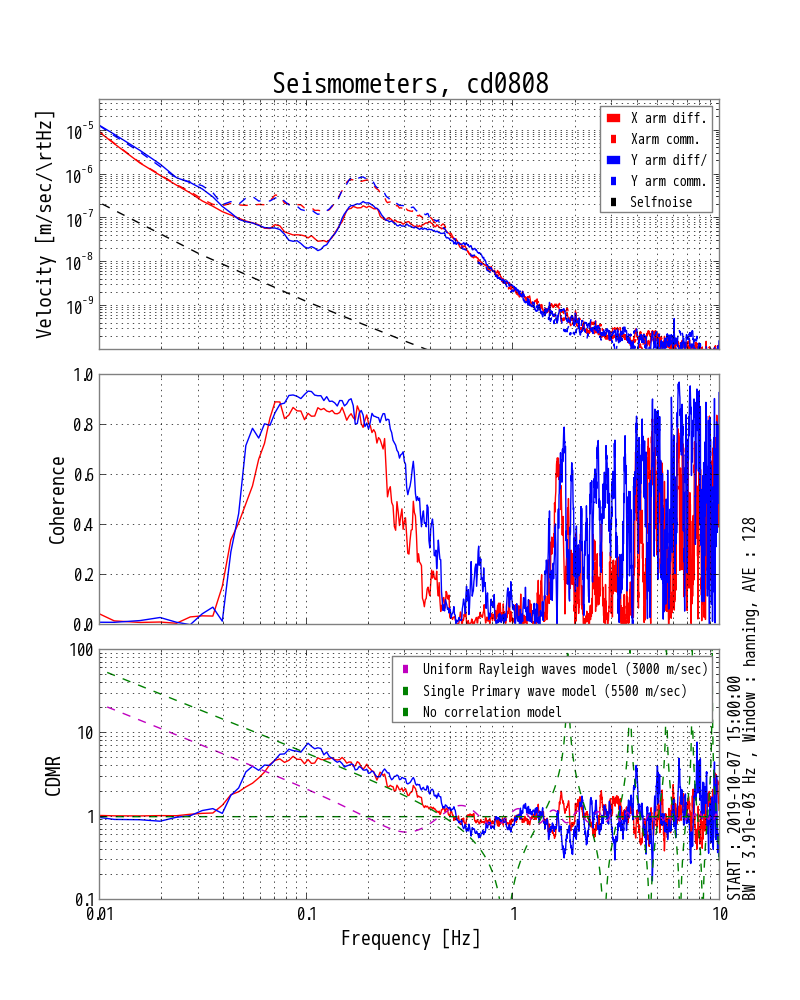 Seismometers, cd0808
Velocity [m/sec/\rtHz]
10^-5
10^-6
10^-7
10^-8
10^-9
X arm diff.
Xarm comm.
Y arm diff/
Y arm comm.
Selfnoise
Coherence
1.0
0.8
0.6
0.4
0.2
0.0
CDMR
100
10
1
0.1
Uniform Rayleigh waves model (3000 m/sec)
Single Primary wave model (5500 m/sec)
No correlation model
0.01
0.1
1
10
Frequency [Hz]
START : 2019-10-07 15:00:00
BW : 3.91e-03 Hz , Window : hanning, AVE : 128